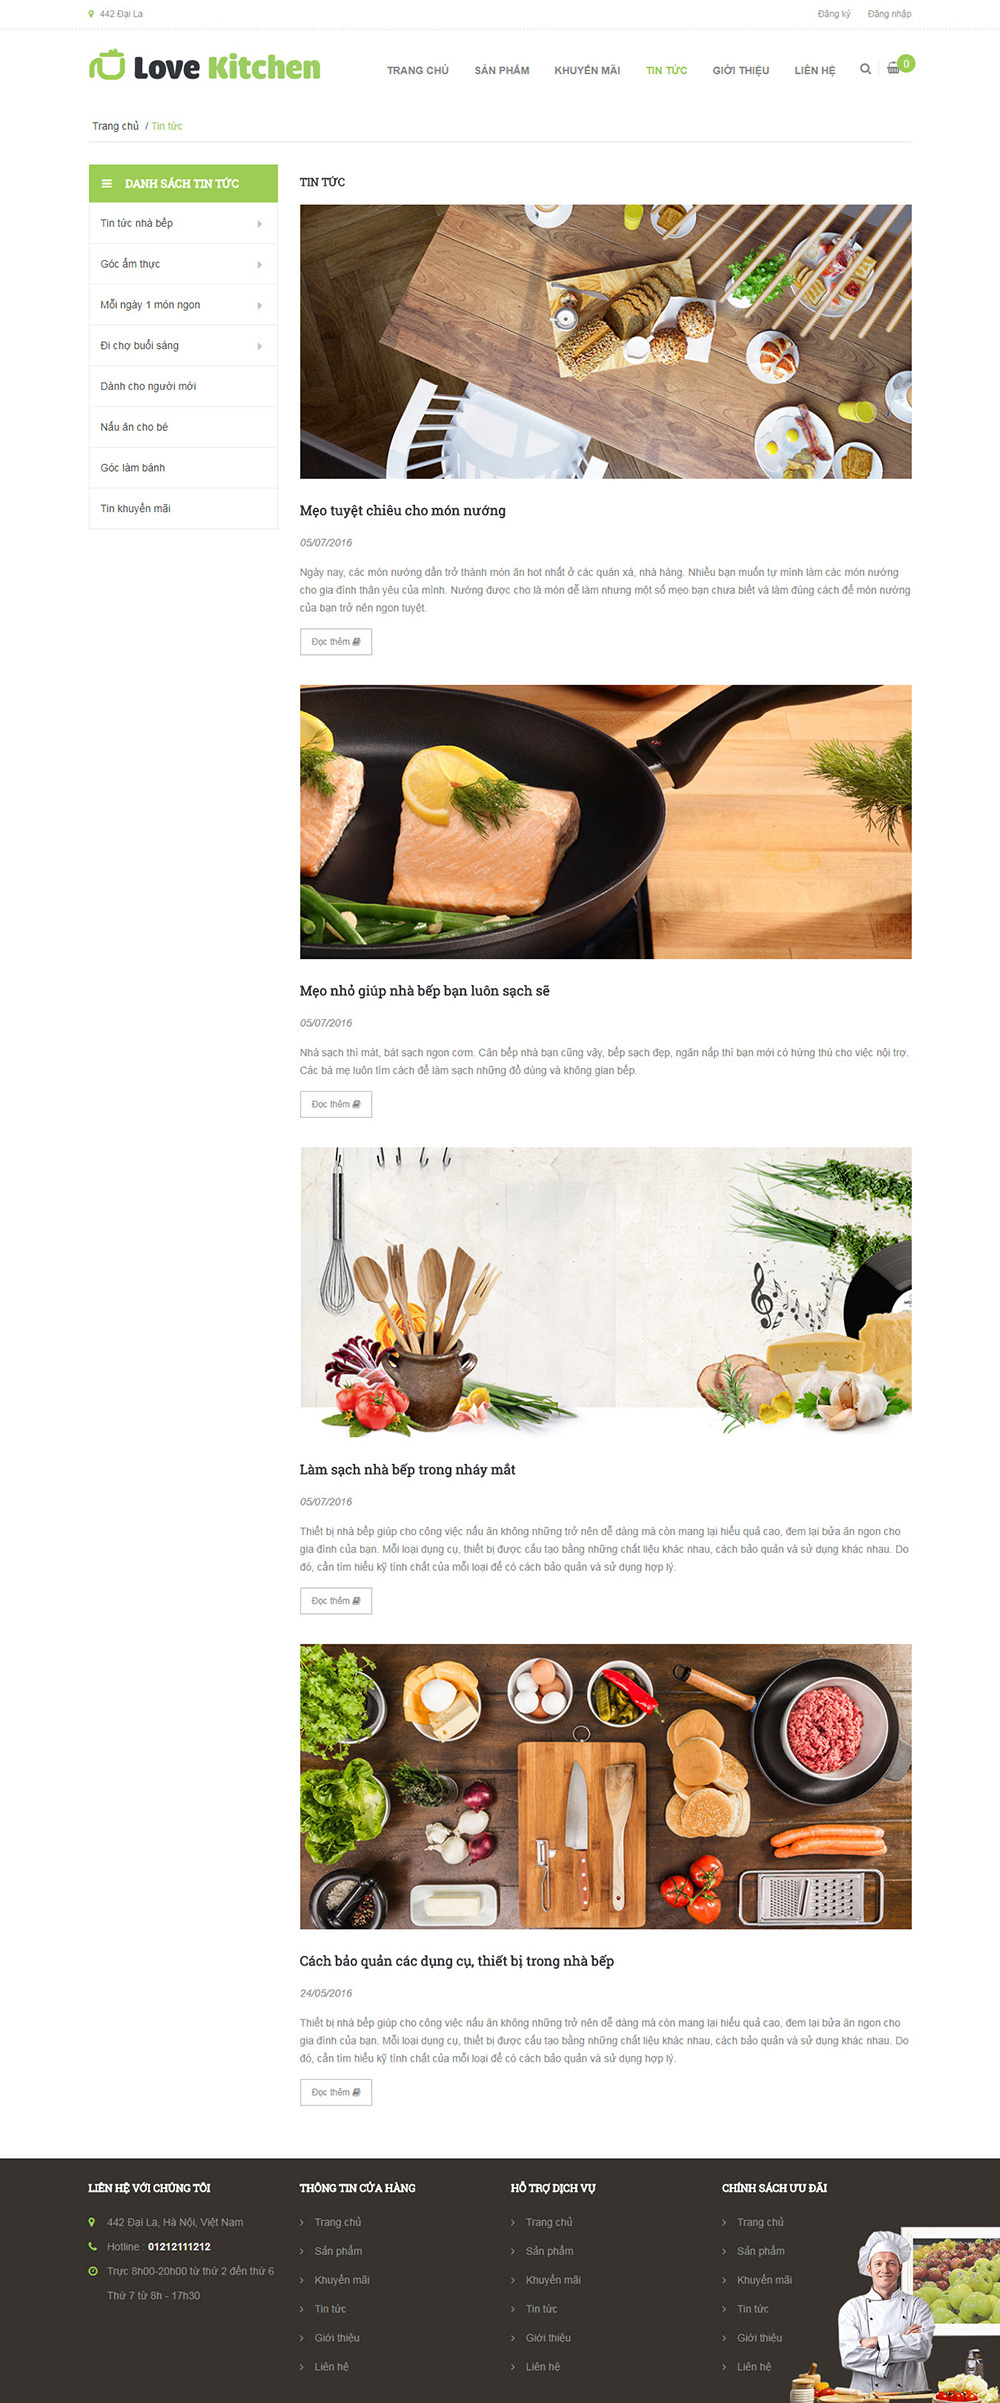 442 Đại La
Đăng ký Đăng nhập
Love Kitchen
TRANG CHỦ SẢN PHẨM KHUYẾN MÃI TIN TỨC GIỚI THIỆU LIÊN HỆ 0
Trang chủ / Tin tức
DANH SÁCH TIN TỨC
Tin tức nhà bếp
Góc ẩm thực
Mỗi ngày 1 món ngon
Đi chợ buổi sáng
Dành cho người mới
Nấu ăn cho bé
Góc làm bánh
Tin khuyến mãi
TIN TỨC
Mẹo tuyệt chiêu cho món nướng
05/07/2016
Ngày nay, các món nướng dần trở thành món ăn hot nhất ở các quán xá, nhà hàng. Nhiều bạn muốn tự mình làm các món nướng
cho gia đình thân yêu của mình. Nướng được cho là món dễ làm nhưng một số mẹo bạn chưa biết và làm đúng cách để món nướng
của bạn trở nên ngon tuyệt.
Đọc thêm
Mẹo nhỏ giúp nhà bếp bạn luôn sạch sẽ
05/07/2016
Nhà sạch thì mát, bát sạch ngon cơm. Căn bếp nhà bạn cũng vậy, bếp sạch đẹp, ngăn nắp thì bạn mới có hứng thú cho việc nội trợ.
Các bà mẹ luôn tìm cách để làm sạch những đồ dùng và không gian bếp.
Đọc thêm
Làm sạch nhà bếp trong nháy mắt
05/07/2016
Thiết bị nhà bếp giúp cho công việc nấu ăn không những trở nên dễ dàng mà còn mang lại hiểu quả cao, đem lại bửa ăn ngon cho
gia đình của bạn. Mỗi loại dụng cụ, thiết bị được cấu tạo bằng những chất liệu khác nhau, cách bảo quản và sử dụng khác nhau. Do
đó, cần tìm hiểu kỹ tính chất của mỗi loại để có cách bảo quản và sử dụng hợp lý.
Đọc thêm
Cách bảo quản các dụng cụ, thiết bị trong nhà bếp
24/05/2016
Thiết bị nhà bếp giúp cho công việc nấu ăn không những trở nên dễ dàng mà còn mang lại hiểu quả cao, đem lại bửa ăn ngon cho
gia đình của bạn. Mỗi loại dụng cụ, thiết bị được cấu tạo bằng những chất liệu khác nhau, cách bảo quản và sử dụng khác nhau. Do
đó, cần tìm hiểu kỹ tính chất của mỗi loại để có cách bảo quản và sử dụng hợp lý.
Đọc thêm
LIÊN HỆ VỚI CHÚNG TÔI
442 Đại La, Hà Nội, Việt Nam
Hotline : 01212111212
Trực 8h00-20h00 từ thứ 2 đến thứ 6
Thứ 7 từ 8h - 17h30
THÔNG TIN CỬA HÀNG
Trang chủ
Sản phẩm
Khuyến mãi
Tin tức
Giới thiệu
Liên hệ
HỖ TRỢ DỊCH VỤ
Trang chủ
Sản phẩm
Khuyến mãi
Tin tức
Giới thiệu
Liên hệ
CHÍNH SÁCH ƯU ĐÃI
Trang chủ
Sản phẩm
Khuyến mãi
Tin tức
Giới thiệu
Liên hệ